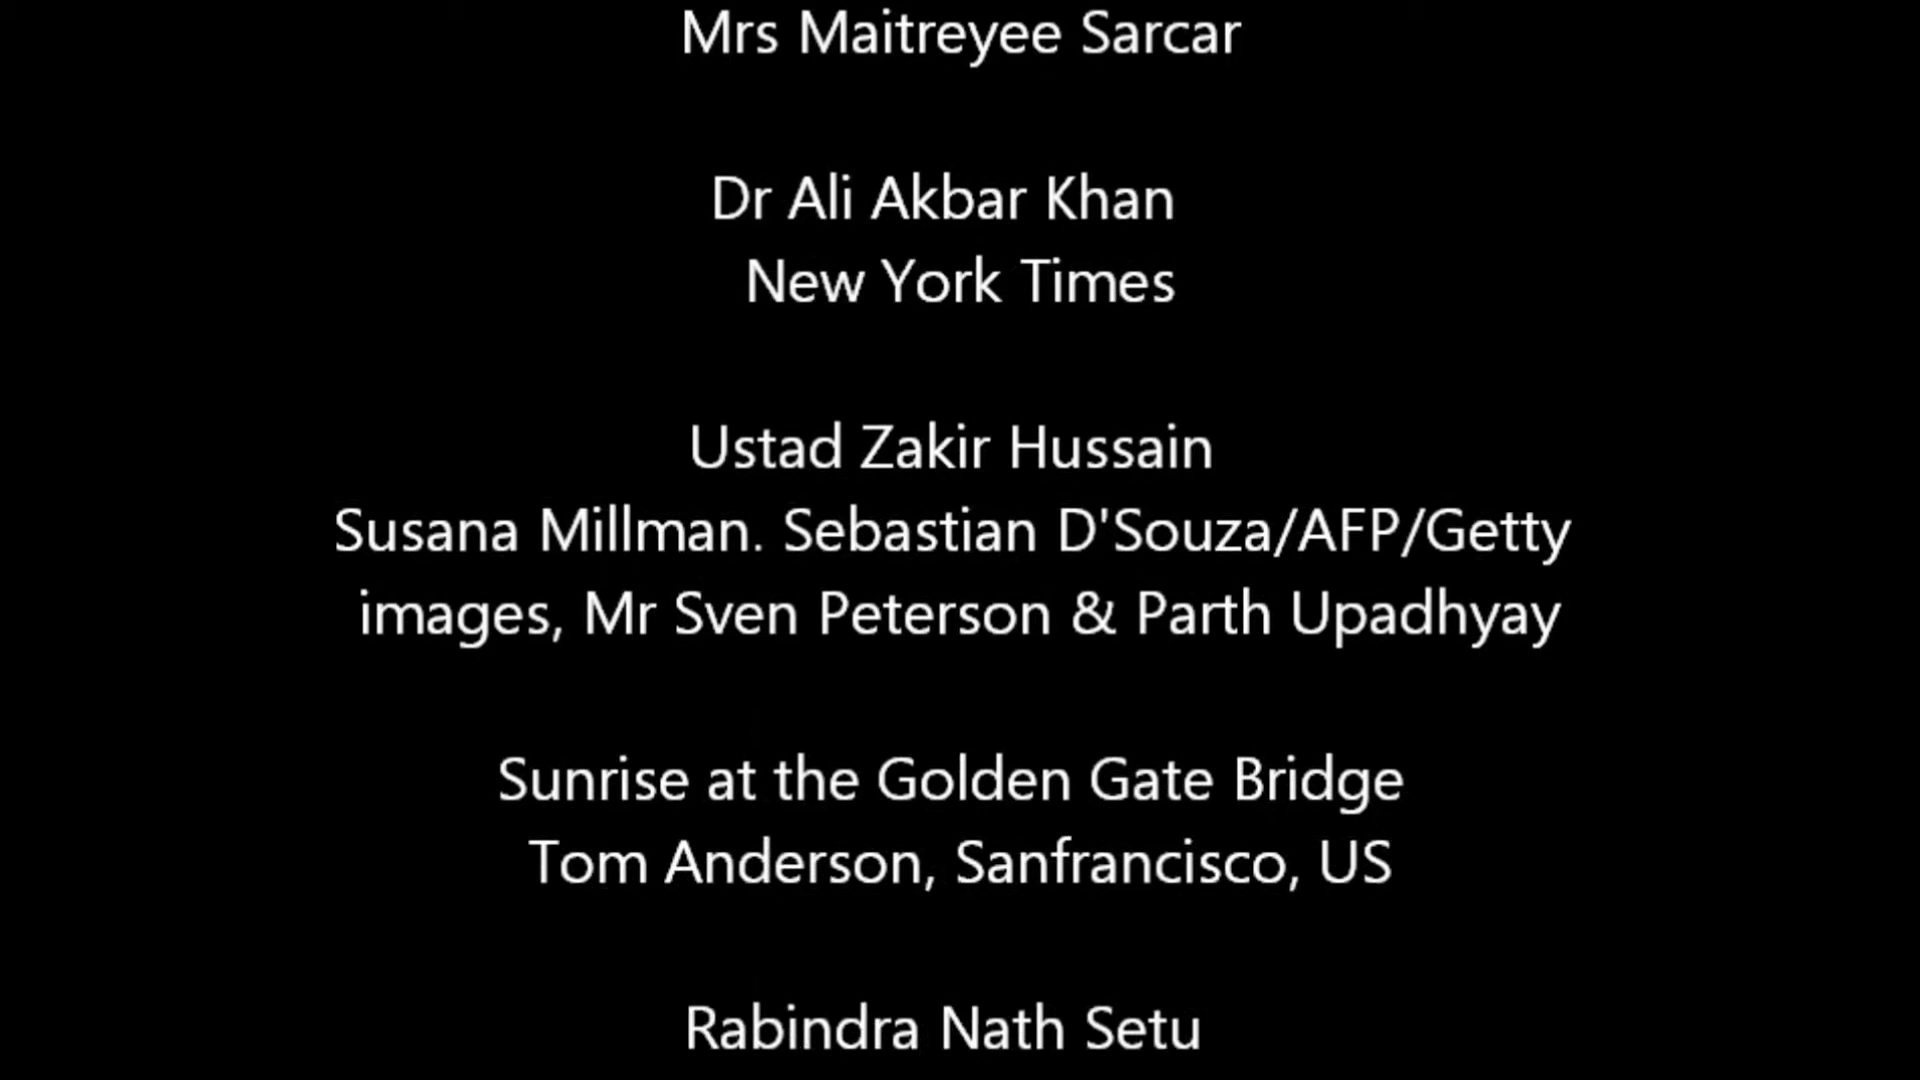 Mrs Maitreyee Sarcar
Dr Ali Akbar Khan
New York Times
Ustad Zakir Hussain
Susana Millman. Sebastian D'Souza/AFP/Getty
images, Mr Sven Peterson & Parth Upadhyay
Sunrise at the Golden Gate Bridge
Tom Anderson, Sanfrancisco, US
Rabindra Nath Setu